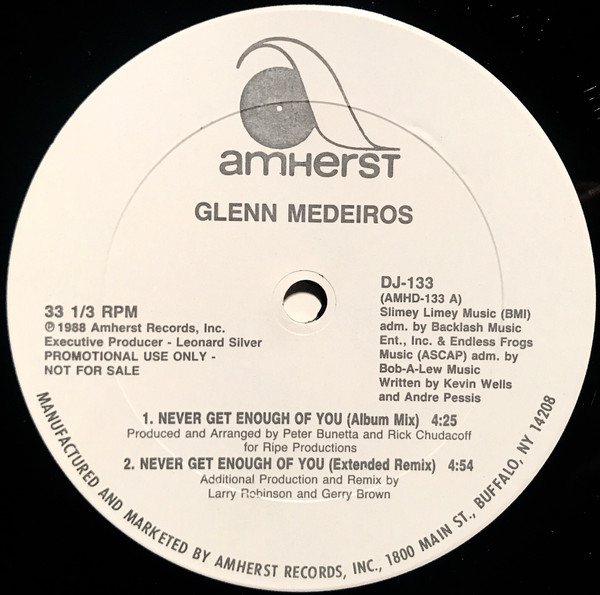 amHerST
GLENN MEDEIROS
33 1/3 RPM
℗1988 Amherst Records, Inc.
Executive Producer - Leonard Silver
PROMOTIONAL USE ONLY -
NOT FOR SALE
DJ-133
(AMHD-133 A)
Slimey Limey Music (BMI)
adm. by Backlash Music
Ent., Inc. & Endless Frogs
Music (ASCAP) adm. by
Bob-A-Lew Music
Written by Kevin Wells
and Andre Pessis
1. NEVER GET ENOUGH OF YOU (Album Mix) 4:25
Produced and Arranged by Peter Bunetta and Rick Chudacoff
for Ripe Productions
2. NEVER GET ENOUGH OF YOU (Extended Remix) 4:54
Additional Production and Remix by
Larry Robinson and Gerry Brown
MANUFACTURED AND MARKETED BY AMHERST RECORDS, INC., 1800 MAIN ST., BUFFALO, NY 14208